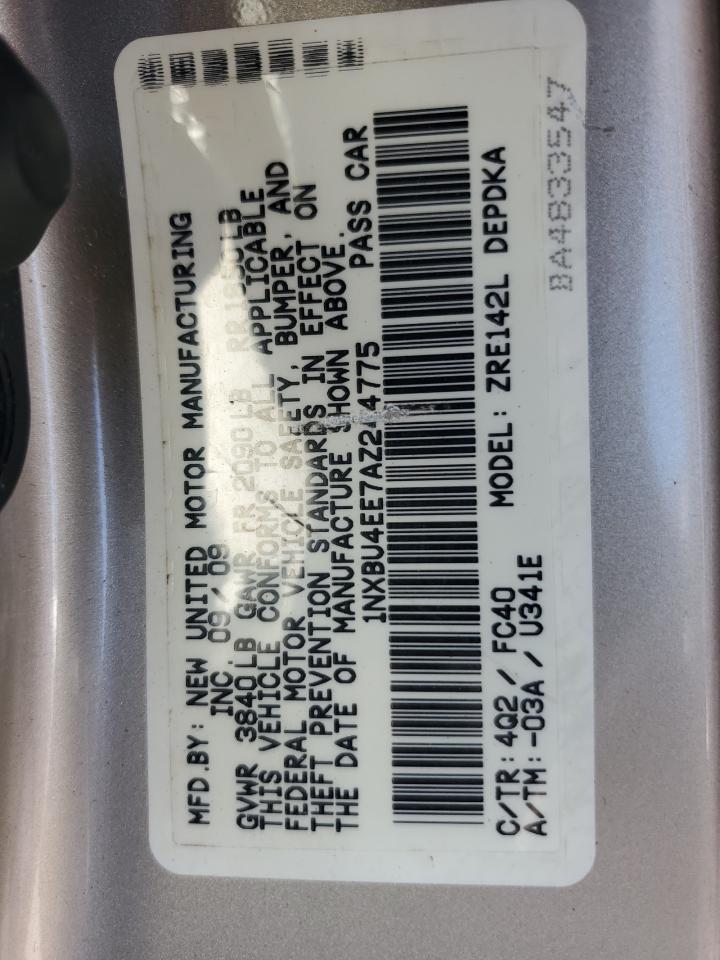 MFD.BY: NEW UNITED MOTOR MANUFACTURING
INC. 09/09
GVWR 3840LB GAWR FR 2090LB RR
THIS VEHICLE CONFORMS TO ALL APPLICABLE
FEDERAL MOTOR VEHICLE SAFETY, BUMPER, AND
THEFT PREVENTION STANDARDS IN EFFECT ON
THE DATE OF MANUFACTURE SHOWN ABOVE.
PASS CAR
C/TR: 4Q2 / FC40 MODEL: ZRE142L DEPDKA
A/TM: -03A / U341E
BA4833547